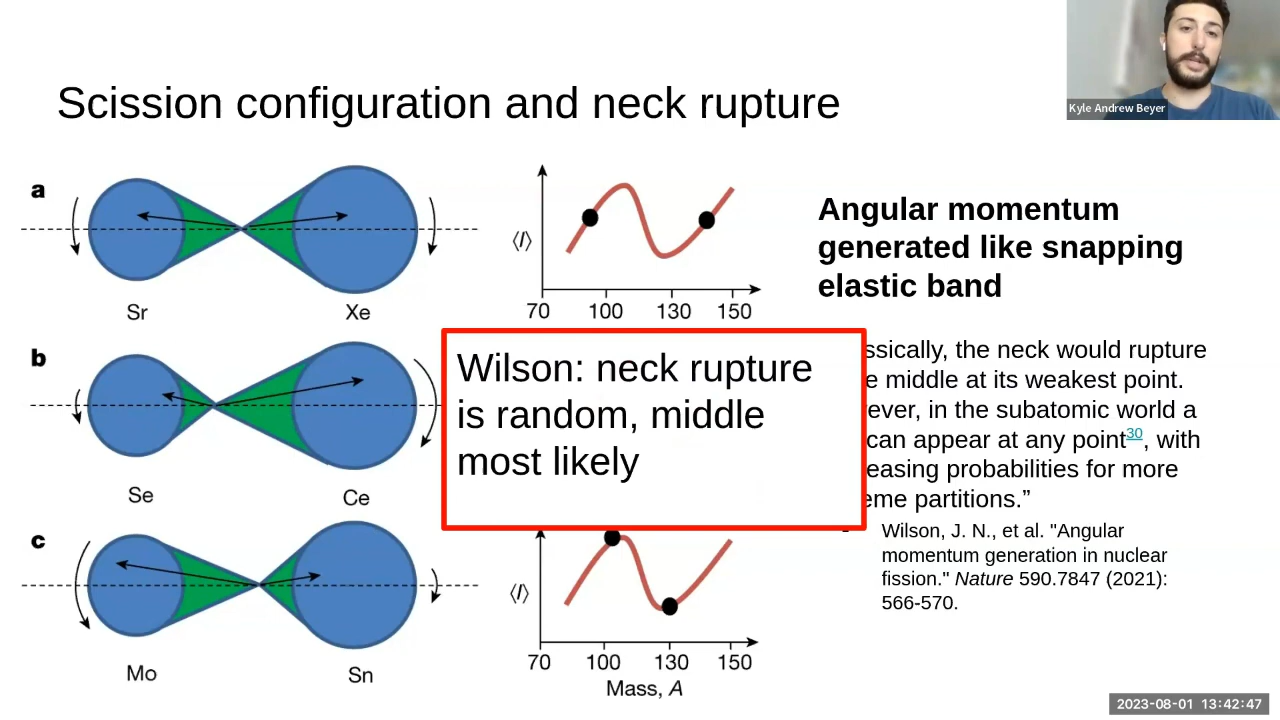 Kyle Andrew Beyer
Scission configuration and neck rupture
a
Sr
Xe
⟨I⟩
70 100 130 150
Angular momentum
generated like snapping
elastic band
b
Se
Ce
Wilson: neck rupture
is random, middle
most likely
ssically, the neck would rupture
e middle at its weakest point.
ever, in the subatomic world a
can appear at any point30, with
easing probabilities for more
eme partitions.”
Wilson, J. N., et al. "Angular
momentum generation in nuclear
fission." Nature 590.7847 (2021):
566-570.
c
Mo
Sn
⟨I⟩
70 100 130 150
Mass, A
2023-08-01 13:42:47